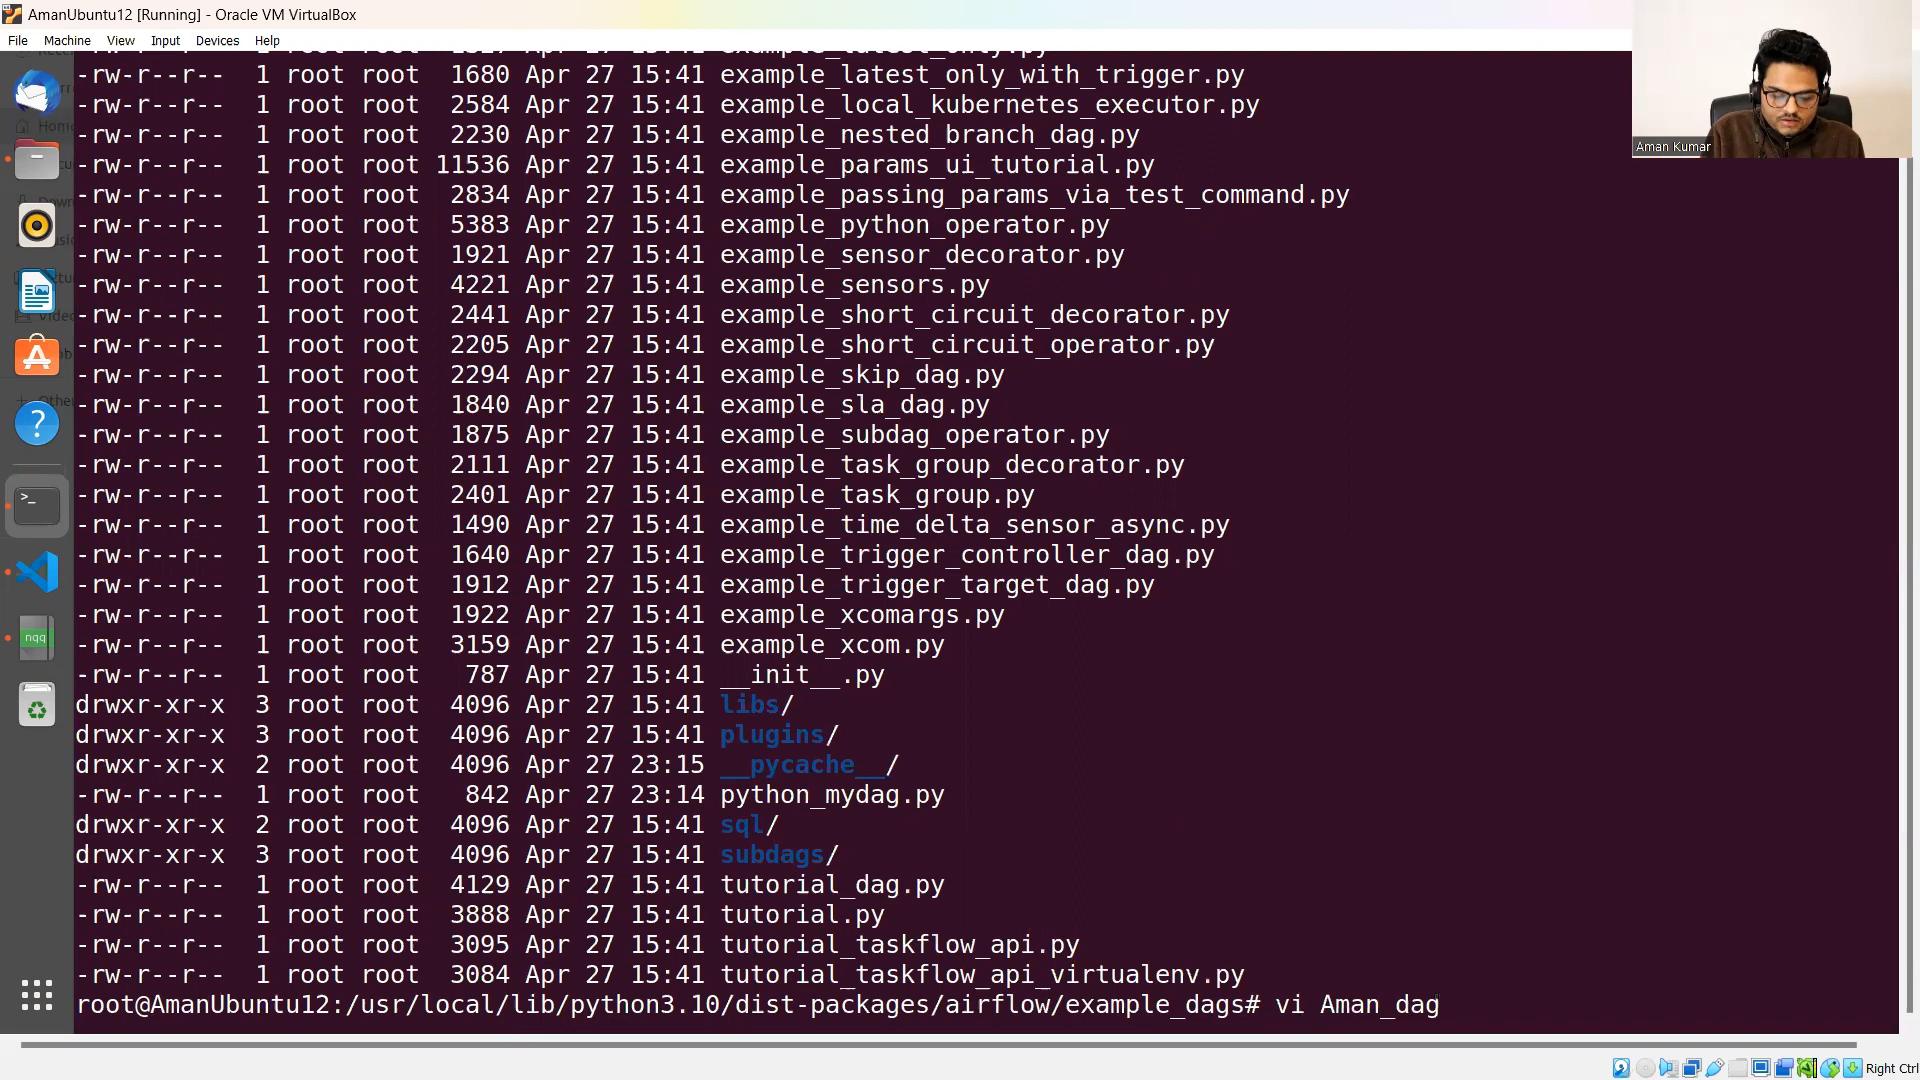 AmanUbuntu12 [Running] - Oracle VM VirtualBox
File Machine View Input Devices Help
Aman Kumar
-rw-r--r-- 1 root root 1680 Apr 27 15:41 example_latest_only_with_trigger.py
-rw-r--r-- 1 root root 2584 Apr 27 15:41 example_local_kubernetes_executor.py
-rw-r--r-- 1 root root 2230 Apr 27 15:41 example_nested_branch_dag.py
-rw-r--r-- 1 root root 11536 Apr 27 15:41 example_params_ui_tutorial.py
-rw-r--r-- 1 root root 2834 Apr 27 15:41 example_passing_params_via_test_command.py
-rw-r--r-- 1 root root 5383 Apr 27 15:41 example_python_operator.py
-rw-r--r-- 1 root root 1921 Apr 27 15:41 example_sensor_decorator.py
-rw-r--r-- 1 root root 4221 Apr 27 15:41 example_sensors.py
-rw-r--r-- 1 root root 2441 Apr 27 15:41 example_short_circuit_decorator.py
-rw-r--r-- 1 root root 2205 Apr 27 15:41 example_short_circuit_operator.py
-rw-r--r-- 1 root root 2294 Apr 27 15:41 example_skip_dag.py
-rw-r--r-- 1 root root 1840 Apr 27 15:41 example_sla_dag.py
-rw-r--r-- 1 root root 1875 Apr 27 15:41 example_subdag_operator.py
-rw-r--r-- 1 root root 2111 Apr 27 15:41 example_task_group_decorator.py
-rw-r--r-- 1 root root 2401 Apr 27 15:41 example_task_group.py
-rw-r--r-- 1 root root 1490 Apr 27 15:41 example_time_delta_sensor_async.py
-rw-r--r-- 1 root root 1640 Apr 27 15:41 example_trigger_controller_dag.py
-rw-r--r-- 1 root root 1912 Apr 27 15:41 example_trigger_target_dag.py
-rw-r--r-- 1 root root 1922 Apr 27 15:41 example_xcomargs.py
-rw-r--r-- 1 root root 3159 Apr 27 15:41 example_xcom.py
-rw-r--r-- 1 root root 787 Apr 27 15:41 __init__.py
drwxr-xr-x 3 root root 4096 Apr 27 15:41 libs/
drwxr-xr-x 3 root root 4096 Apr 27 15:41 plugins/
drwxr-xr-x 2 root root 4096 Apr 27 23:15 __pycache__/
-rw-r--r-- 1 root root 842 Apr 27 23:14 python_mydag.py
drwxr-xr-x 2 root root 4096 Apr 27 15:41 sql/
drwxr-xr-x 3 root root 4096 Apr 27 15:41 subdags/
-rw-r--r-- 1 root root 4129 Apr 27 15:41 tutorial_dag.py
-rw-r--r-- 1 root root 3888 Apr 27 15:41 tutorial.py
-rw-r--r-- 1 root root 3095 Apr 27 15:41 tutorial_taskflow_api.py
-rw-r--r-- 1 root root 3084 Apr 27 15:41 tutorial_taskflow_api_virtualenv.py
root@AmanUbuntu12:/usr/local/lib/python3.10/dist-packages/airflow/example_dags# vi Aman_dag
nqq
Right Ctrl